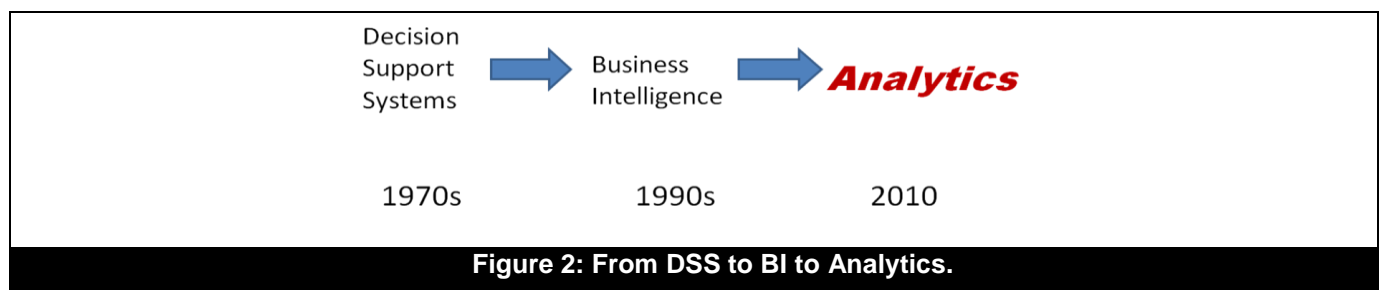 Decision
Support
Systems
Business
Intelligence
Analytics
1970s
1990s
2010
Figure 2: From DSS to BI to Analytics.